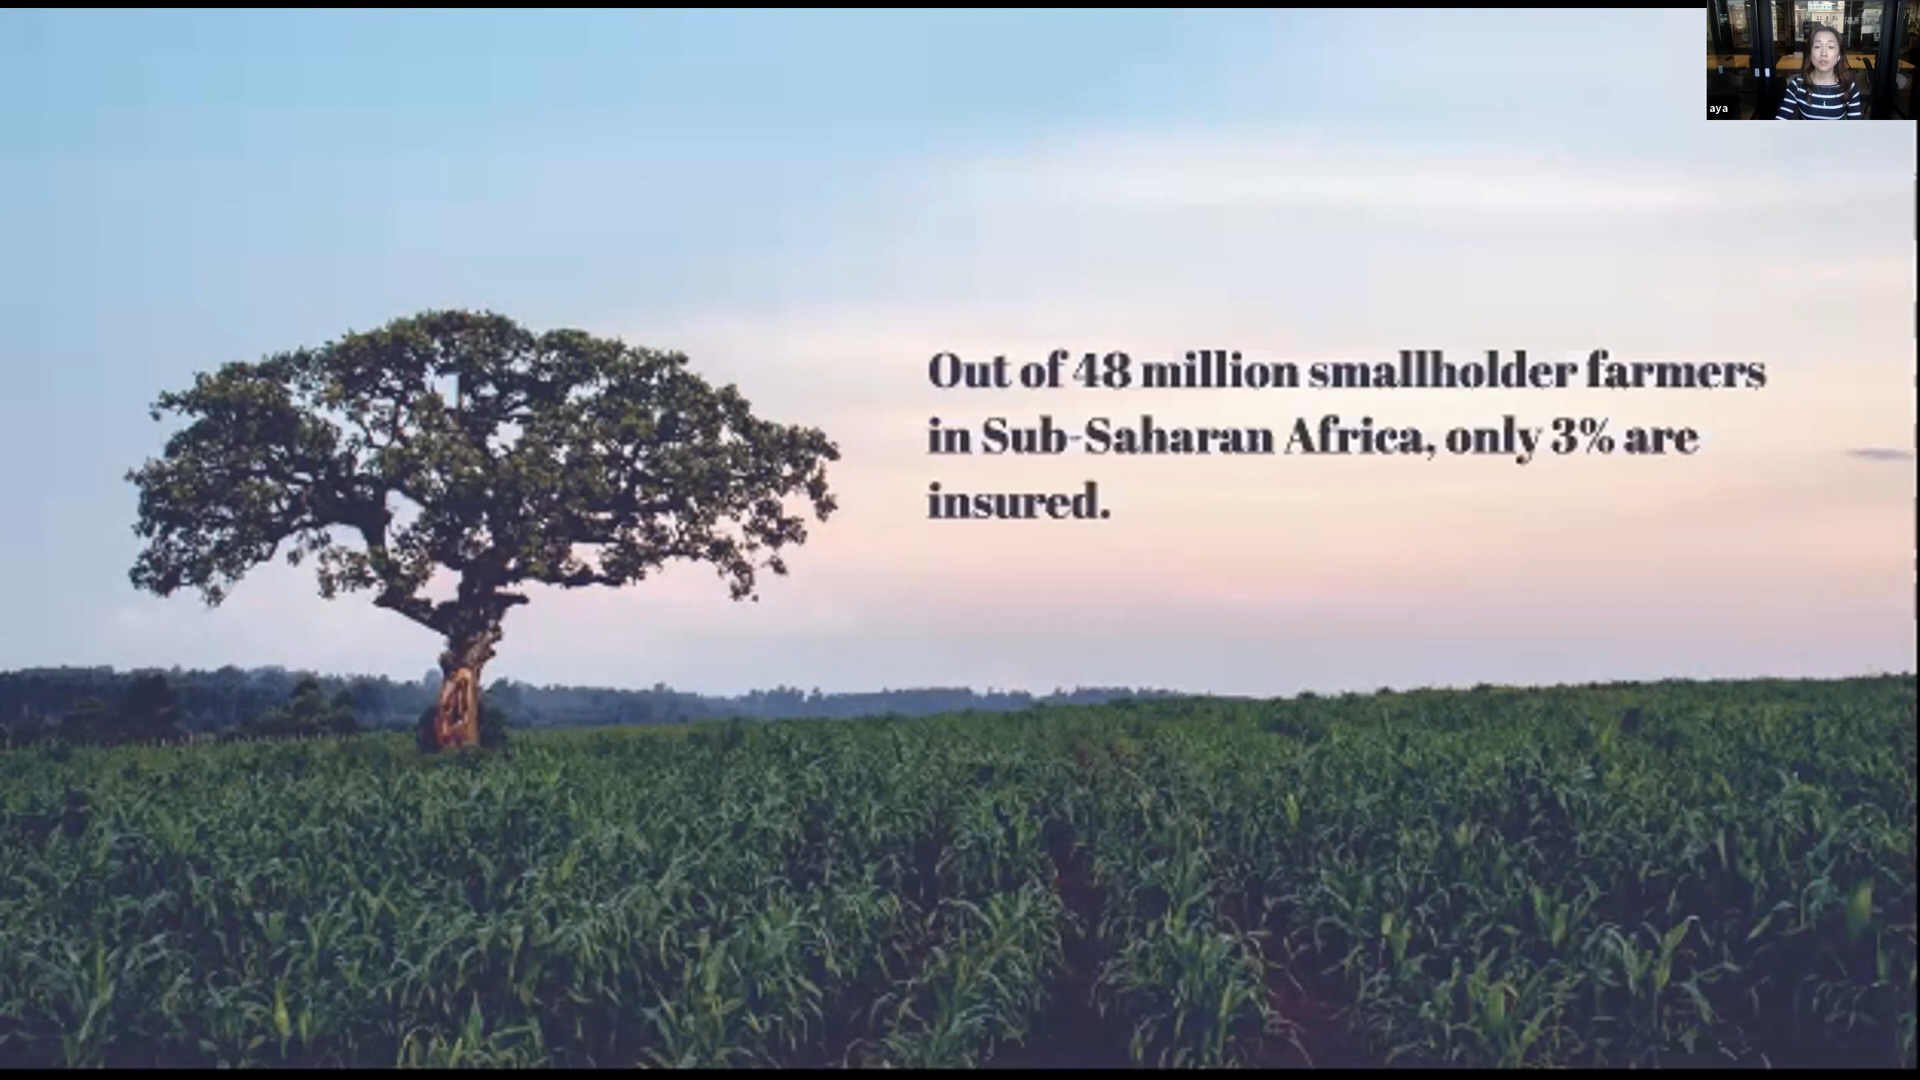 aya
Out of 48 million smallholder farmers
in Sub-Saharan Africa, only 3% are
insured.